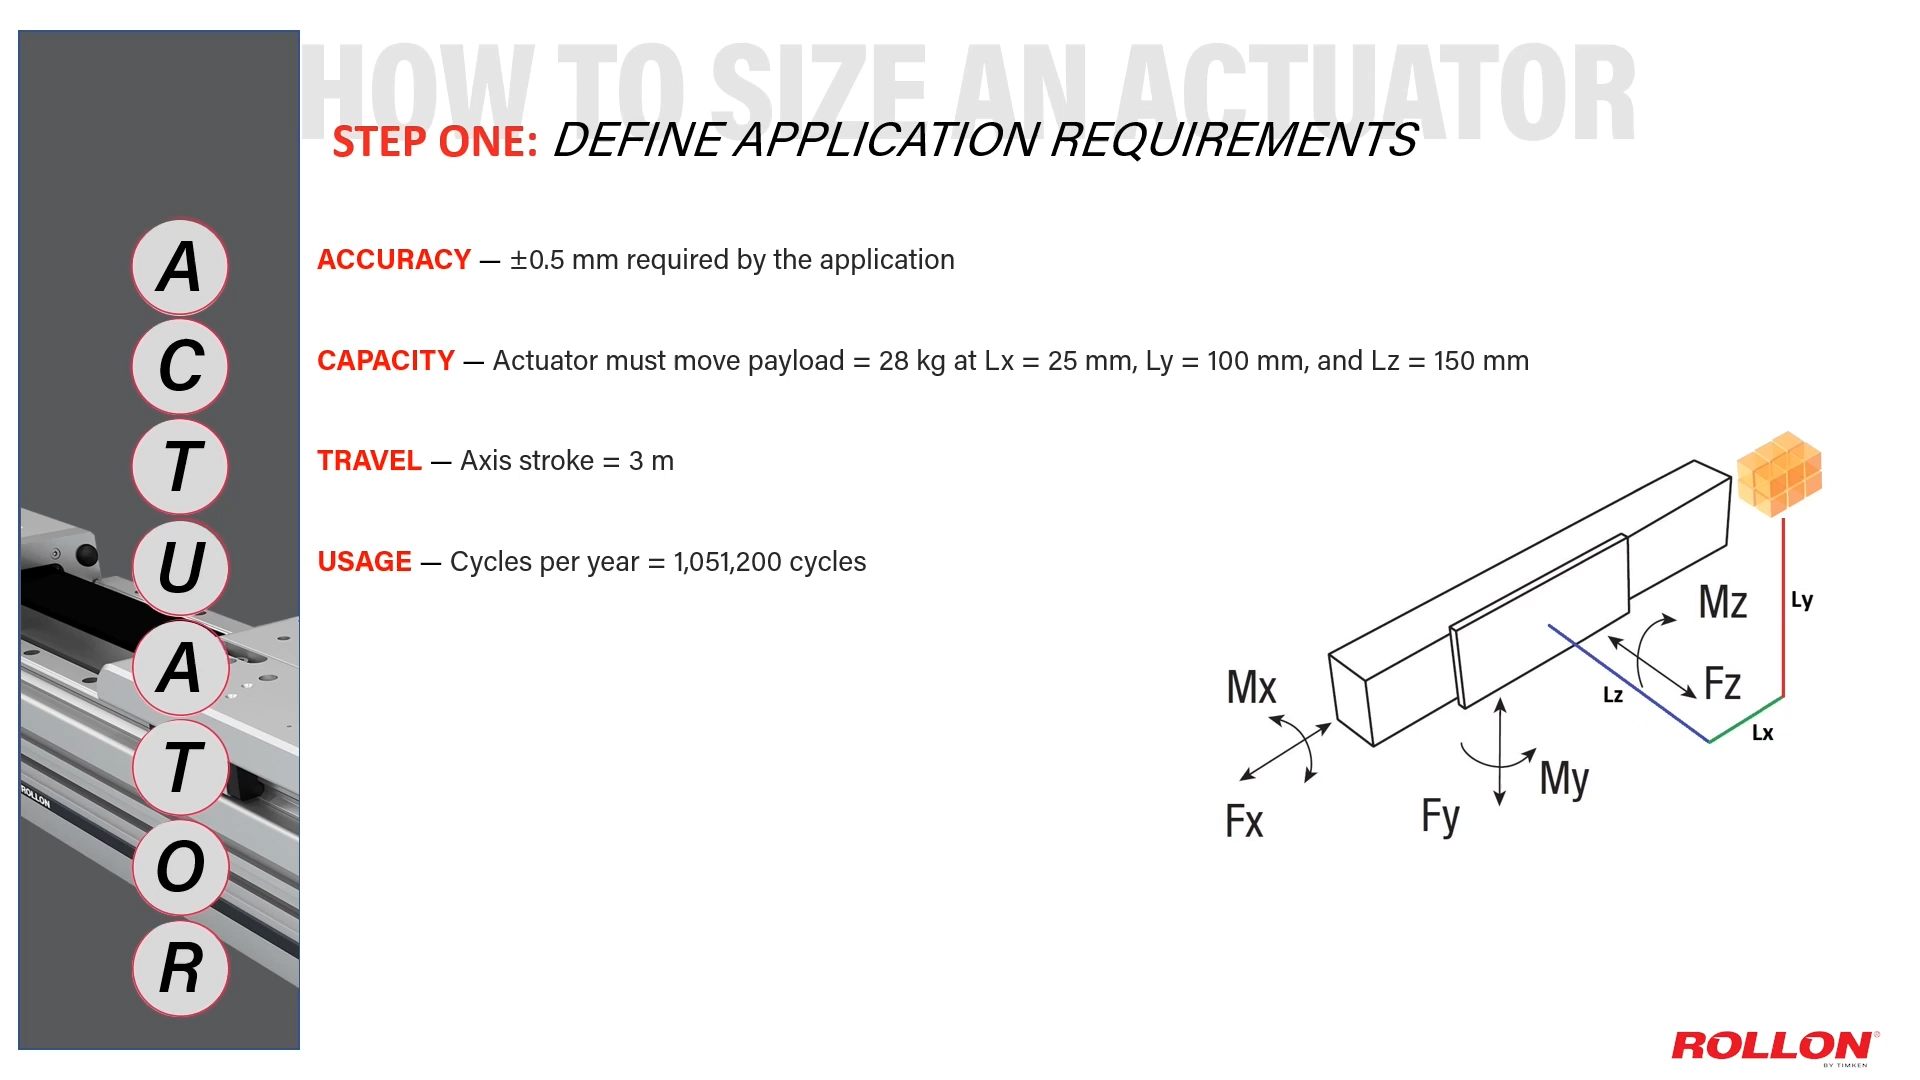 HOW TO SIZE AN ACTUATOR
STEP ONE: DEFINE APPLICATION REQUIREMENTS
A
C
T
U
A
T
O
R
ACCURACY — ±0.5 mm required by the application
CAPACITY — Actuator must move payload = 28 kg at Lx = 25 mm, Ly = 100 mm, and Lz = 150 mm
TRAVEL — Axis stroke = 3 m
USAGE — Cycles per year = 1,051,200 cycles
Mz
Ly
Mx
Lz
Fz
Lx
My
Fx
Fy
ROLLON
ROLLON®
BY TIMKEN